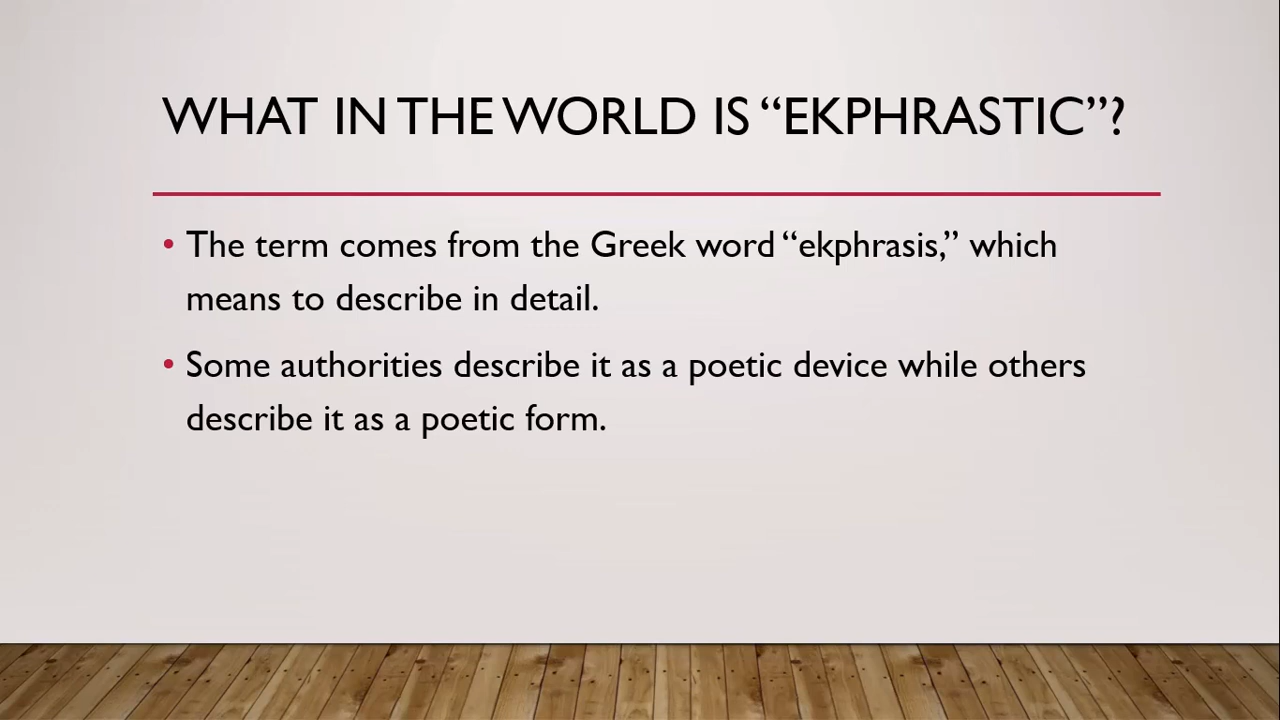 WHAT IN THE WORLD IS “EKPHRASTIC”?
• The term comes from the Greek word “ekphrasis,” which
means to describe in detail.
• Some authorities describe it as a poetic device while others
describe it as a poetic form.